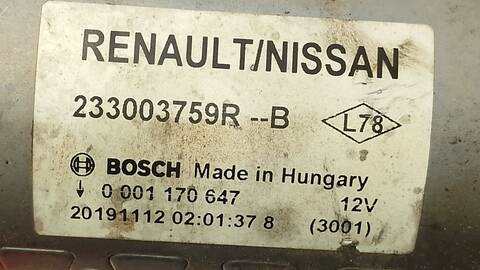 RENAULT/NISSAN
233003759R --B
L78
BOSCH Made in Hungary
↓ 0 001 170 647 12V
20191112 02:01:37 8 (3001)